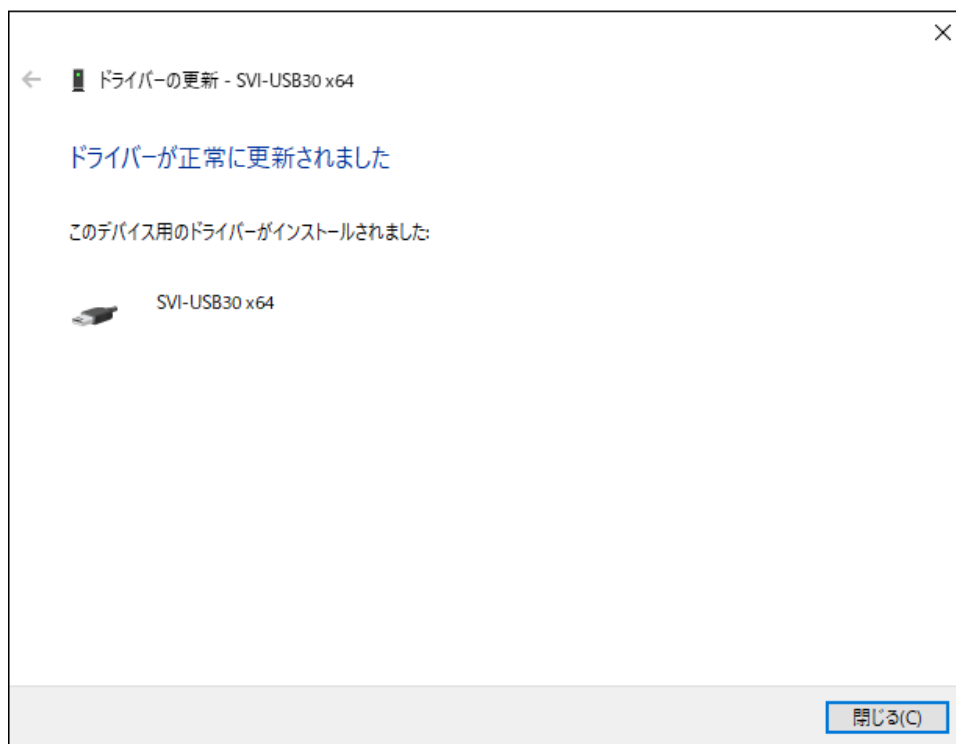 ドライバーの更新 - SVI-USB30 x64
ドライバーが正常に更新されました
このデバイス用のドライバーがインストールされました:
SVI-USB30 x64
閉じる(C)